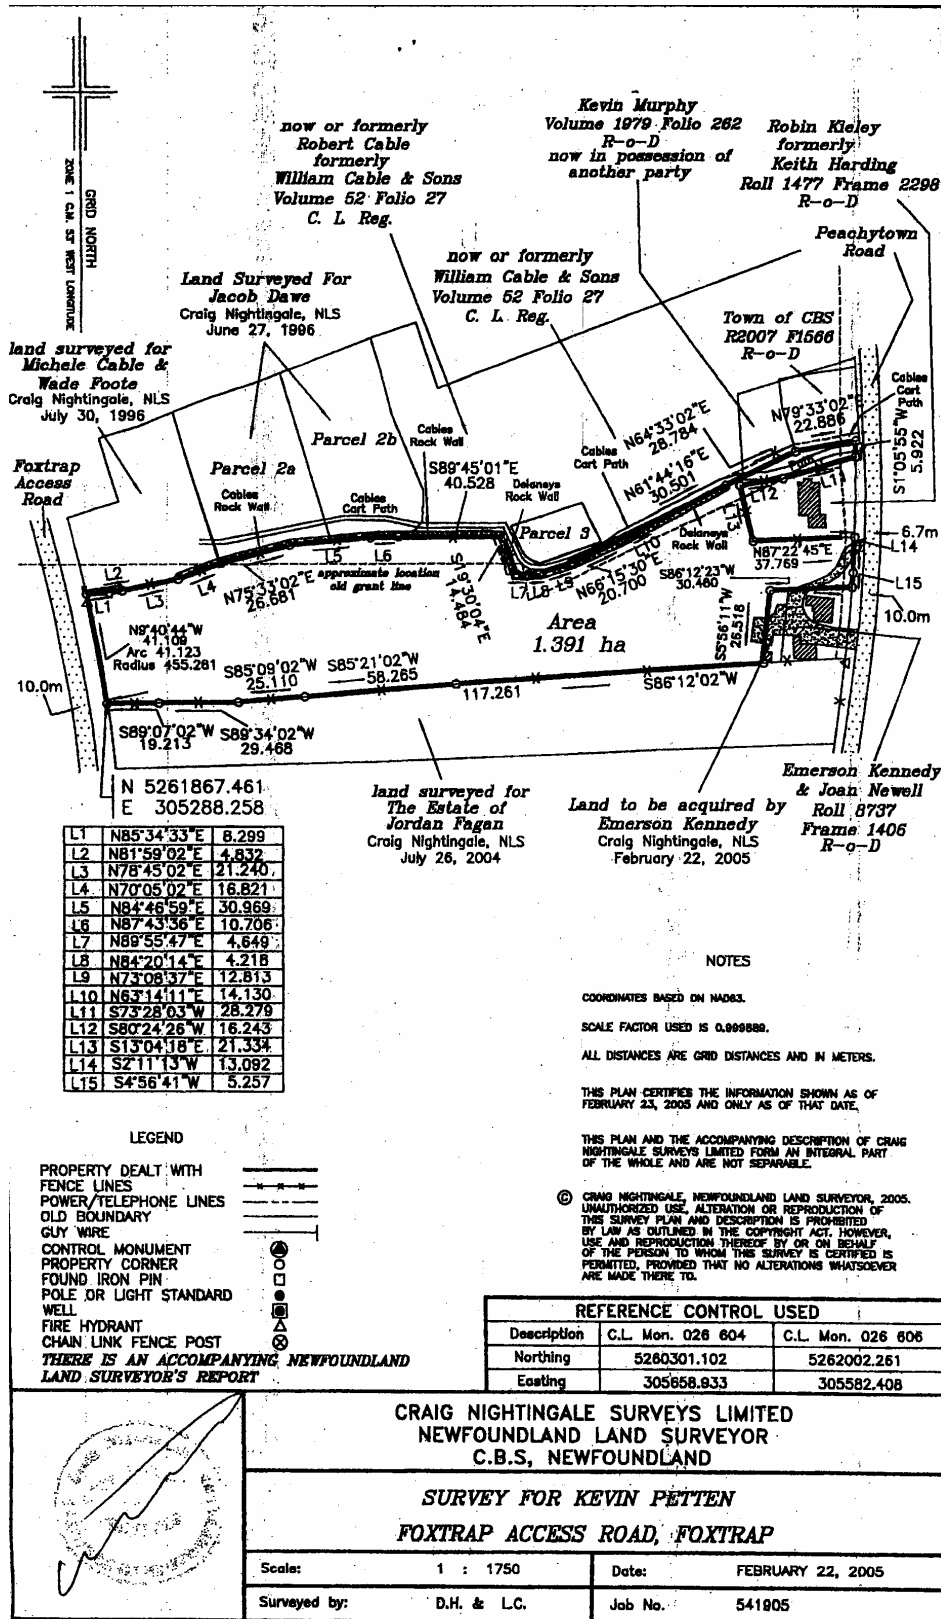 GRID NORTH
ZONE 1 C.M. 53° WEST LONGITUDE
now or formerly
Robert Cable
formerly
William Cable & Sons
Volume 52 Folio 27
C. L. Reg.
Kevin Murphy
Volume 1979 Folio 262
R-o-D
now in possession of
another party
Robin Kieley
formerly
Keith Harding
Roll 1477 Frame 2298
R-o-D
Peachytown
Road
now or formerly
William Cable & Sons
Volume 52 Folio 27
C. L. Reg.
Land Surveyed For
Jacob Dawe
Craig Nightingale, NLS
June 27, 1996
Town of CBS
R2007 F1566
R-o-D
land surveyed for
Michele Cable &
Wade Foote
Craig Nightingale, NLS
July 30, 1996
Foxtrap
Access
Road
Parcel 2a
Parcel 2b
Cables
Rock Wall
Cables
Rock Wall
Cables
Cart Path
S89°45'01"E
40.528
Delaneys
Rock Wall
Cables
Cart Path
N64°33'02"E
28.784
N61°44'16"E
30.501
N79°33'02"E
22.886
Cables
Cart
Path
S1°05'55"W
5.922
Parcel 3
Delaneys
Rock Wall
Path
L11
L12
L13
6.7m
L14
L15
10.0m
N87°22'45"E
37.769
S86°12'23"W
30.460
S5°56'11"W
26.518
L1
L2
L3
L4
L5
L6
L7
L8
L9
L10
N75°33'02"E
26.681
approximate location
old grant line
S19°30'04"E
14.484
N66°15'30"E
20.700
Area
1.391 ha
N9°40'44"W
41.109
Arc 41.123
Radius 455.281
10.0m
S85°09'02"W
25.110
S85°21'02"W
58.265
117.261
S86°12'02"W
S89°07'02"W
19.213
S89°34'02"W
29.468
N 5261867.461
E 305288.258
land surveyed for
The Estate of
Jordan Fagan
Craig Nightingale, NLS
July 26, 2004
Land to be acquired by
Emerson Kennedy
Craig Nightingale, NLS
February 22, 2005
Emerson Kennedy
& Joan Newell
Roll 8737
Frame 1406
R-o-D
L1 N85°34'33"E 8.299
L2 N81°59'02"E 4.832
L3 N78°45'02"E 21.240
L4 N70°05'02"E 16.821
L5 N84°46'59"E 30.969
L6 N87°43'36"E 10.706
L7 N89°55'47"E 4.649
L8 N84°20'14"E 4.218
L9 N73°08'37"E 12.813
L10 N63°14'11"E 14.130
L11 S73°28'03"W 28.279
L12 S80°24'26"W 16.243
L13 S13°04'18"E 21.334
L14 S2°11'13"W 13.092
L15 S4°56'41"W 5.257
NOTES
COORDINATES BASED ON NAD83.
SCALE FACTOR USED IS 0.999889.
ALL DISTANCES ARE GRID DISTANCES AND IN METERS.
THIS PLAN CERTIFIES THE INFORMATION SHOWN AS OF
FEBRUARY 23, 2005 AND ONLY AS OF THAT DATE.
THIS PLAN AND THE ACCOMPANYING DESCRIPTION OF CRAIG
NIGHTINGALE SURVEYS LIMITED FORM AN INTEGRAL PART
OF THE WHOLE AND ARE NOT SEPARABLE.
© CRAIG NIGHTINGALE, NEWFOUNDLAND LAND SURVEYOR, 2005.
UNAUTHORIZED USE, ALTERATION OR REPRODUCTION OF
THIS SURVEY PLAN AND DESCRIPTION IS PROHIBITED
BY LAW AS OUTLINED IN THE COPYRIGHT ACT. HOWEVER,
USE AND REPRODUCTION THEREOF BY OR ON BEHALF
OF THE PERSON TO WHOM THIS SURVEY IS CERTIFIED IS
PERMITTED, PROVIDED THAT NO ALTERATIONS WHATSOEVER
ARE MADE THERE TO.
LEGEND
PROPERTY DEALT WITH
FENCE LINES
POWER/TELEPHONE LINES
OLD BOUNDARY
GUY WIRE
CONTROL MONUMENT
PROPERTY CORNER
FOUND IRON PIN
POLE OR LIGHT STANDARD
WELL
FIRE HYDRANT
CHAIN LINK FENCE POST
THERE IS AN ACCOMPANYING NEWFOUNDLAND
LAND SURVEYOR'S REPORT
REFERENCE CONTROL USED
Description C.L. Mon. 026 604 C.L. Mon. 026 606
Northing 5260301.102 5262002.261
Easting 305658.933 305582.408
CRAIG NIGHTINGALE SURVEYS LIMITED
NEWFOUNDLAND LAND SURVEYOR
C.B.S, NEWFOUNDLAND
SURVEY FOR KEVIN PETTEN
FOXTRAP ACCESS ROAD, FOXTRAP
Scale: 1 : 1750 Date: FEBRUARY 22, 2005
Surveyed by: D.H. & L.C. Job No. 541905